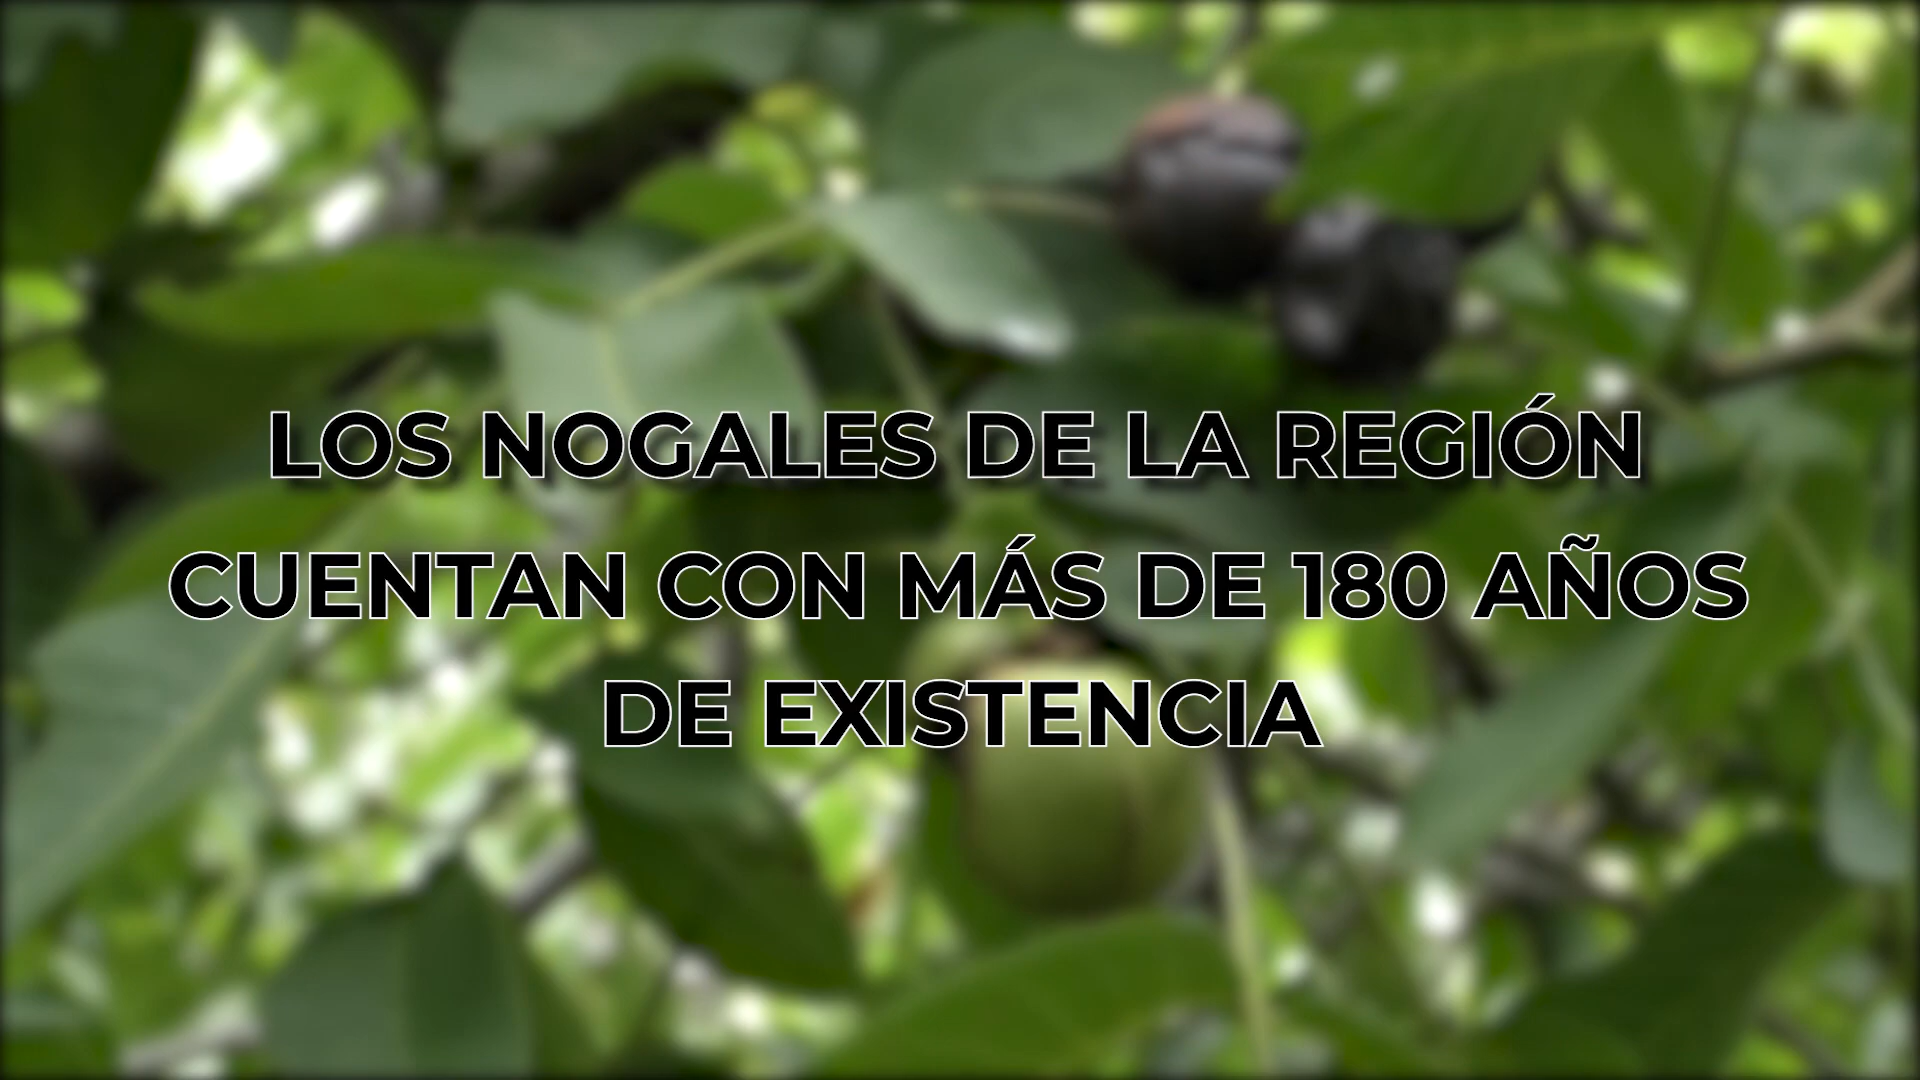 LOS NOGALES DE LA REGIÓN
CUENTAN CON MÁS DE 180 AÑOS
DE EXISTENCIA